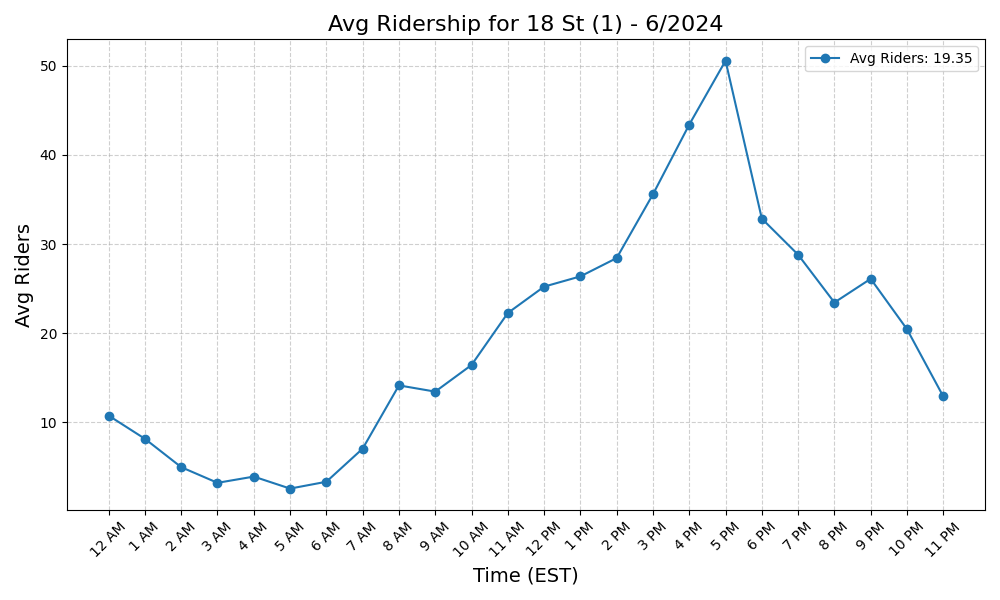 Avg Ridership for 18 St (1) - 6/2024
Avg Riders: 19.35
Avg Riders
50
40
30
20
10
12 AM
1 AM
2 AM
3 AM
4 AM
5 AM
6 AM
7 AM
8 AM
9 AM
10 AM
11 AM
12 PM
1 PM
2 PM
3 PM
4 PM
5 PM
6 PM
7 PM
8 PM
9 PM
10 PM
11 PM
Time (EST)